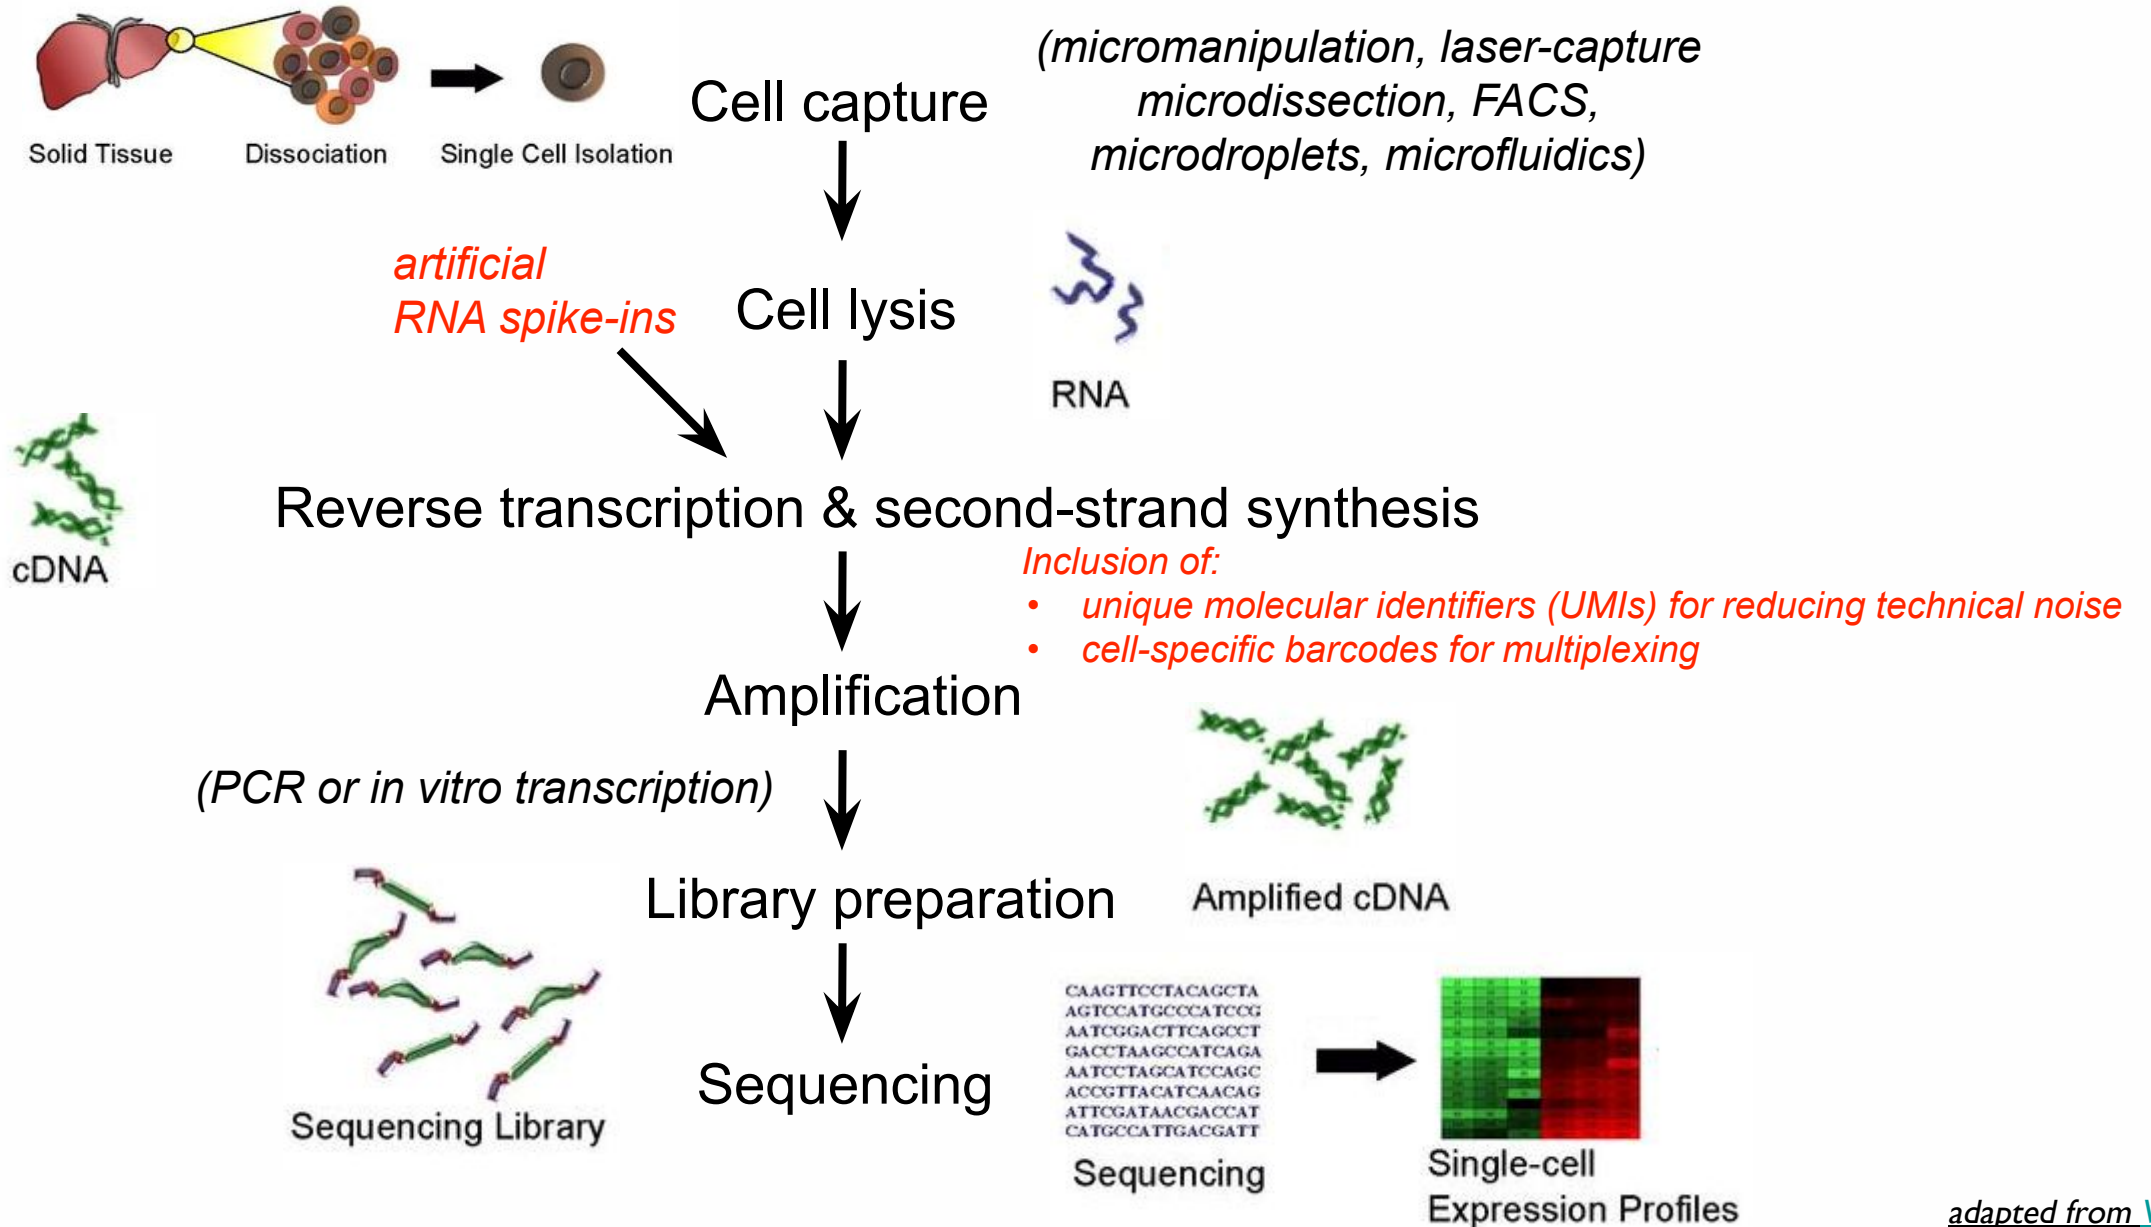 Solid Tissue
Dissociation
Single Cell Isolation
Cell capture
(micromanipulation, laser-capture
microdissection, FACS,
microdroplets, microfluidics)
artificial
RNA spike-ins
Cell lysis
RNA
cDNA
Reverse transcription & second-strand synthesis
Inclusion of:
• unique molecular identifiers (UMIs) for reducing technical noise
• cell-specific barcodes for multiplexing
Amplification
(PCR or in vitro transcription)
Amplified cDNA
Library preparation
Sequencing Library
Sequencing
CAAGTTCCTACAGCTA
AGTCCATGCCCATCCG
AATCGGACTTCAGCCT
GACCTAAGCCATCAGA
AATCCTAGCATCCAGC
ACCGTTACATCAACAG
ATTCGATAACGACCAT
CATGCCATTGACGATT
Sequencing
Single-cell
Expression Profiles
adapted from